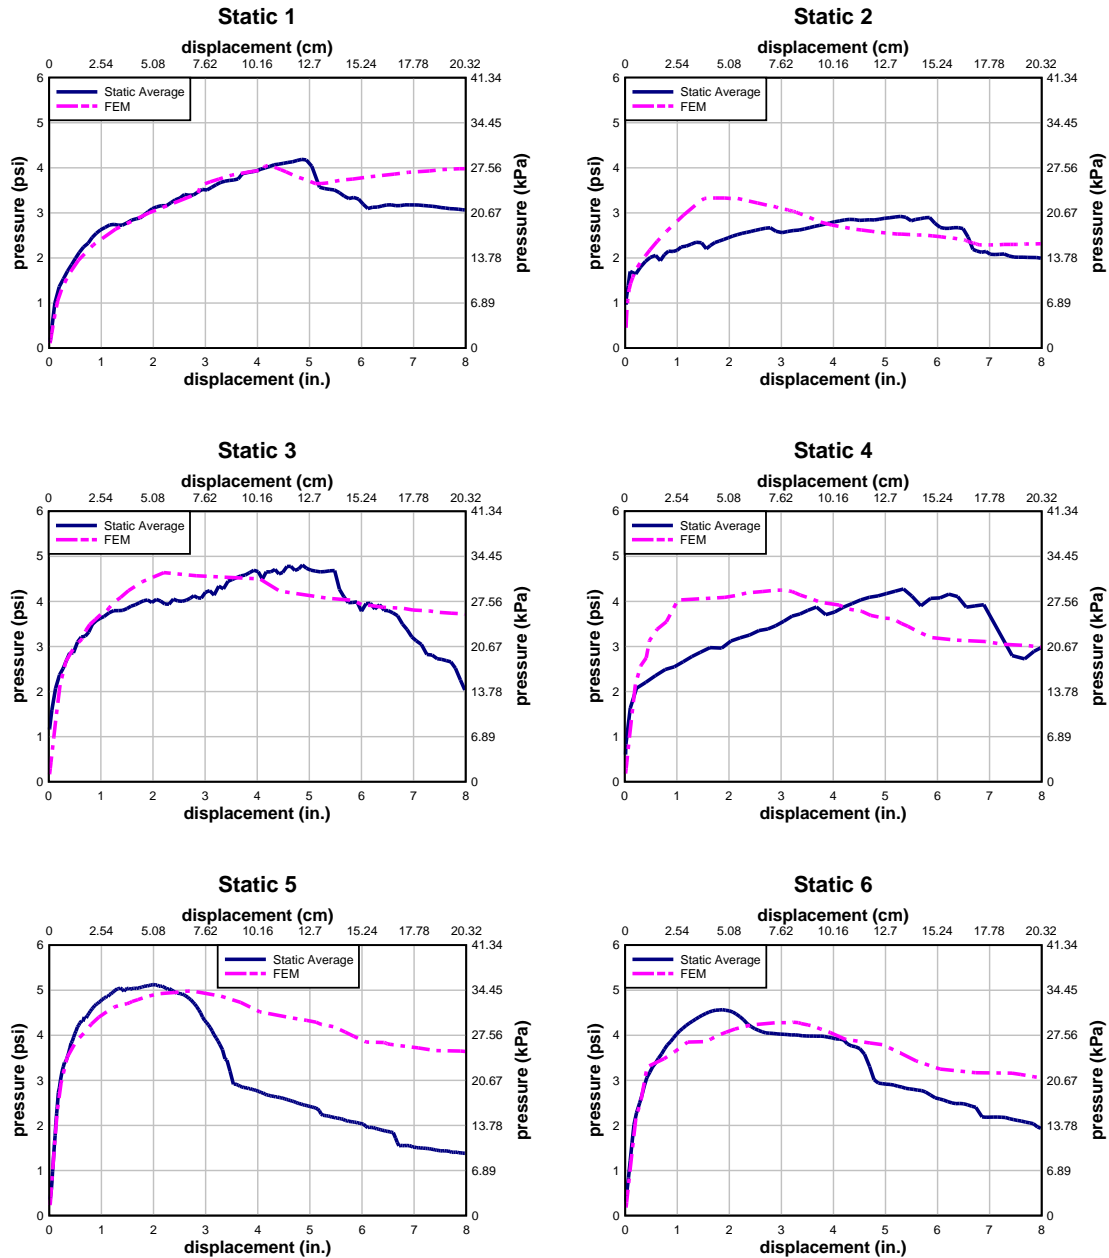 Static 1
displacement (cm)
0 2.54 5.08 7.62 10.16 12.7 15.24 17.78 20.32
Static Average
FEM
pressure (psi)
6
5
4
3
2
1
0
41.34
34.45
27.56
20.67
13.78
6.89
0
pressure (kPa)
0 1 2 3 4 5 6 7 8
displacement (in.)
Static 2
displacement (cm)
0 2.54 5.08 7.62 10.16 12.7 15.24 17.78 20.32
Static Average
FEM
pressure (psi)
6
5
4
3
2
1
0
41.34
34.45
27.56
20.67
13.78
6.89
0
pressure (kPa)
0 1 2 3 4 5 6 7 8
displacement (in.)
Static 3
displacement (cm)
0 2.54 5.08 7.62 10.16 12.7 15.24 17.78 20.32
Static Average
FEM
pressure (psi)
6
5
4
3
2
1
0
41.34
34.45
27.56
20.67
13.78
6.89
0
pressure (kPa)
0 1 2 3 4 5 6 7 8
displacement (in.)
Static 4
displacement (cm)
0 2.54 5.08 7.62 10.16 12.7 15.24 17.78 20.32
Static Average
FEM
pressure (psi)
6
5
4
3
2
1
0
41.34
34.45
27.56
20.67
13.78
6.89
0
pressure (kPa)
0 1 2 3 4 5 6 7 8
displacement (in.)
Static 5
displacement (cm)
0 2.54 5.08 7.62 10.16 12.7 15.24 17.78 20.32
Static Average
FEM
pressure (psi)
6
5
4
3
2
1
0
41.34
34.45
27.56
20.67
13.78
6.89
0
pressure (kPa)
0 1 2 3 4 5 6 7 8
displacement (in.)
Static 6
displacement (cm)
0 2.54 5.08 7.62 10.16 12.7 15.24 17.78 20.32
Static Average
FEM
pressure (psi)
6
5
4
3
2
1
0
41.34
34.45
27.56
20.67
13.78
6.89
0
pressure (kPa)
0 1 2 3 4 5 6 7 8
displacement (in.)